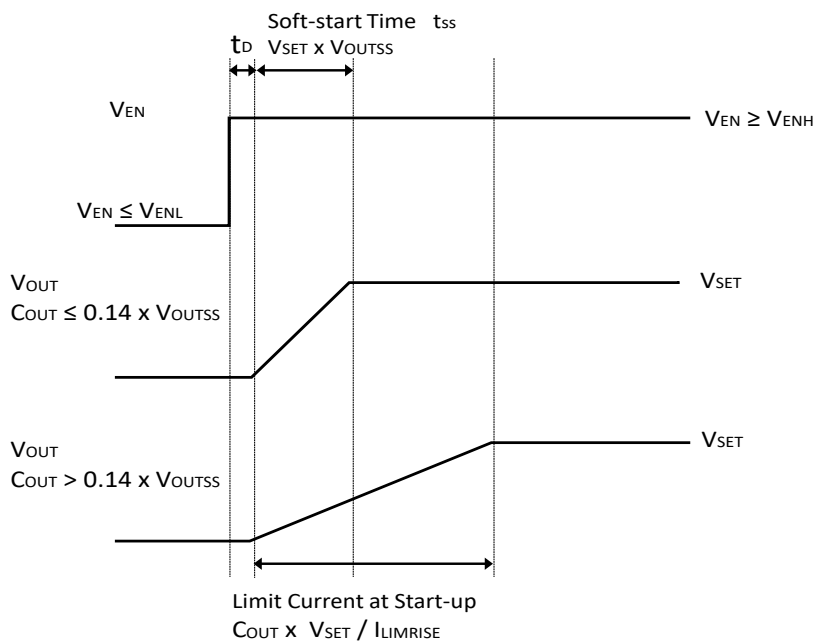 Soft-start Time tss
tD VSET x VOUTSS
VEN
VEN ≥ VENH
VEN ≤ VENL
VOUT
COUT ≤ 0.14 x VOUTSS
VSET
VOUT
COUT > 0.14 x VOUTSS
VSET
Limit Current at Start-up
COUT x VSET / ILIMRISE